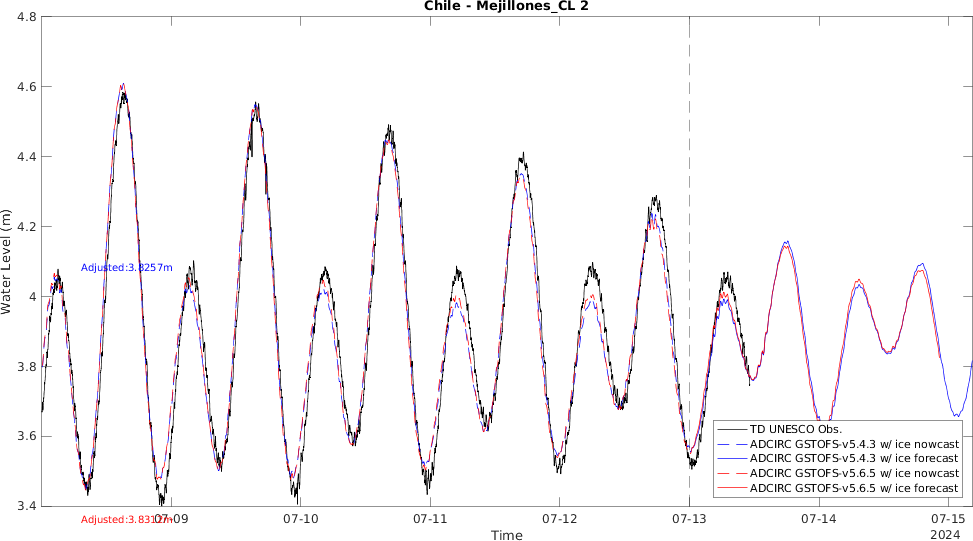 Chile - Mejillones_CL 2
Water Level (m)
4.8
4.6
4.4
4.2
4
3.8
3.6
3.4
Adjusted:3.8257m
Adjusted:3.8312m
TD UNESCO Obs.
ADCIRC GSTOFS-v5.4.3 w/ ice nowcast
ADCIRC GSTOFS-v5.4.3 w/ ice forecast
ADCIRC GSTOFS-v5.6.5 w/ ice nowcast
ADCIRC GSTOFS-v5.6.5 w/ ice forecast
07-09 07-10 07-11 07-12 07-13 07-14 07-15
Time
2024